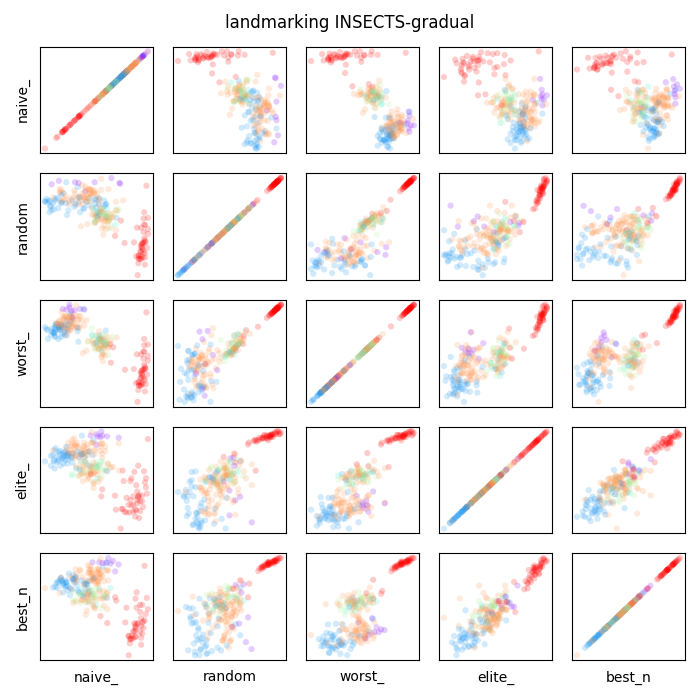 landmarking INSECTS-gradual
naive_
random
worst_
elite_
best_n
naive_
random
worst_
elite_
best_n